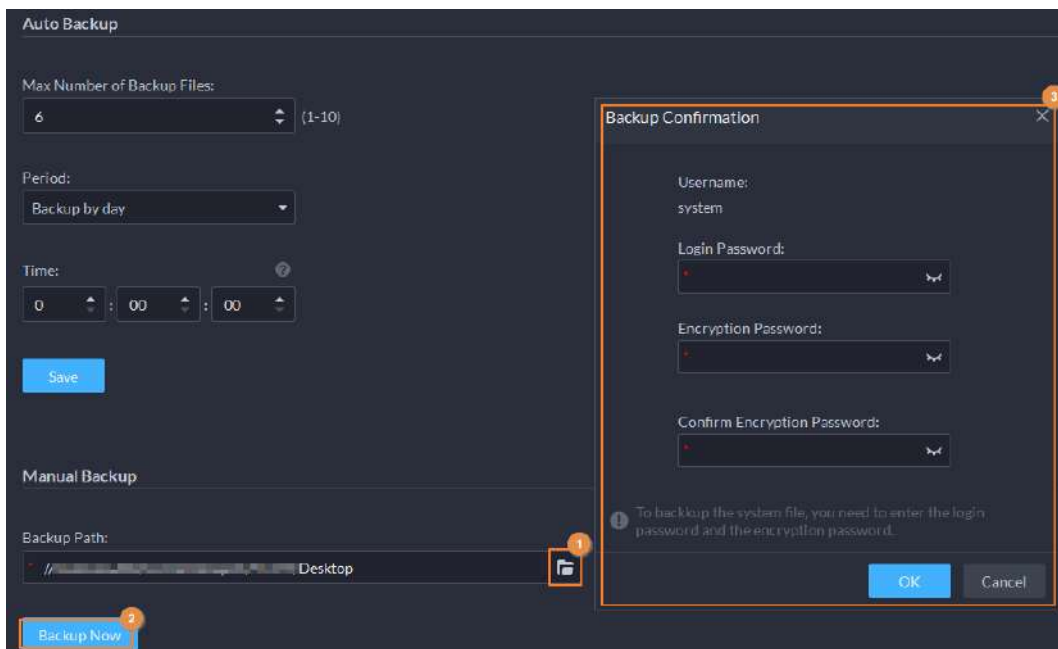 Auto Backup
Max Number of Backup Files:
6 (1-10)
Period:
Backup by day
Time: ?
0 : 00 : 00
Save
Manual Backup
Backup Path:
* // Desktop
1
2
Backup Now
3
Backup Confirmation
Username:
system
Login Password:
*
Encryption Password:
*
Confirm Encryption Password:
*
! To backkup the system file, you need to enter the login
password and the encryption password.
OK Cancel